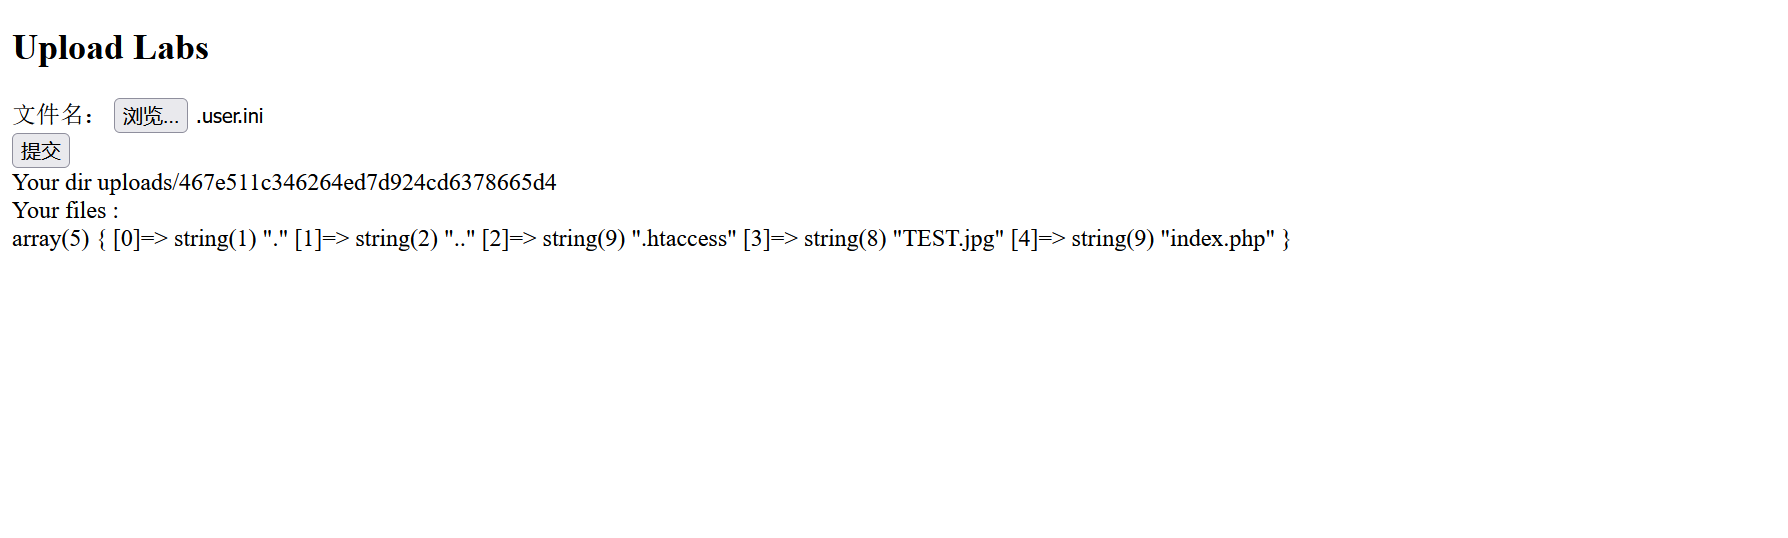 Upload Labs
文件名： 浏览... .user.ini
提交
Your dir uploads/467e511c346264ed7d924cd6378665d4
Your files :
array(5) { [0]=> string(1) "." [1]=> string(2) ".." [2]=> string(9) ".htaccess" [3]=> string(8) "TEST.jpg" [4]=> string(9) "index.php" }